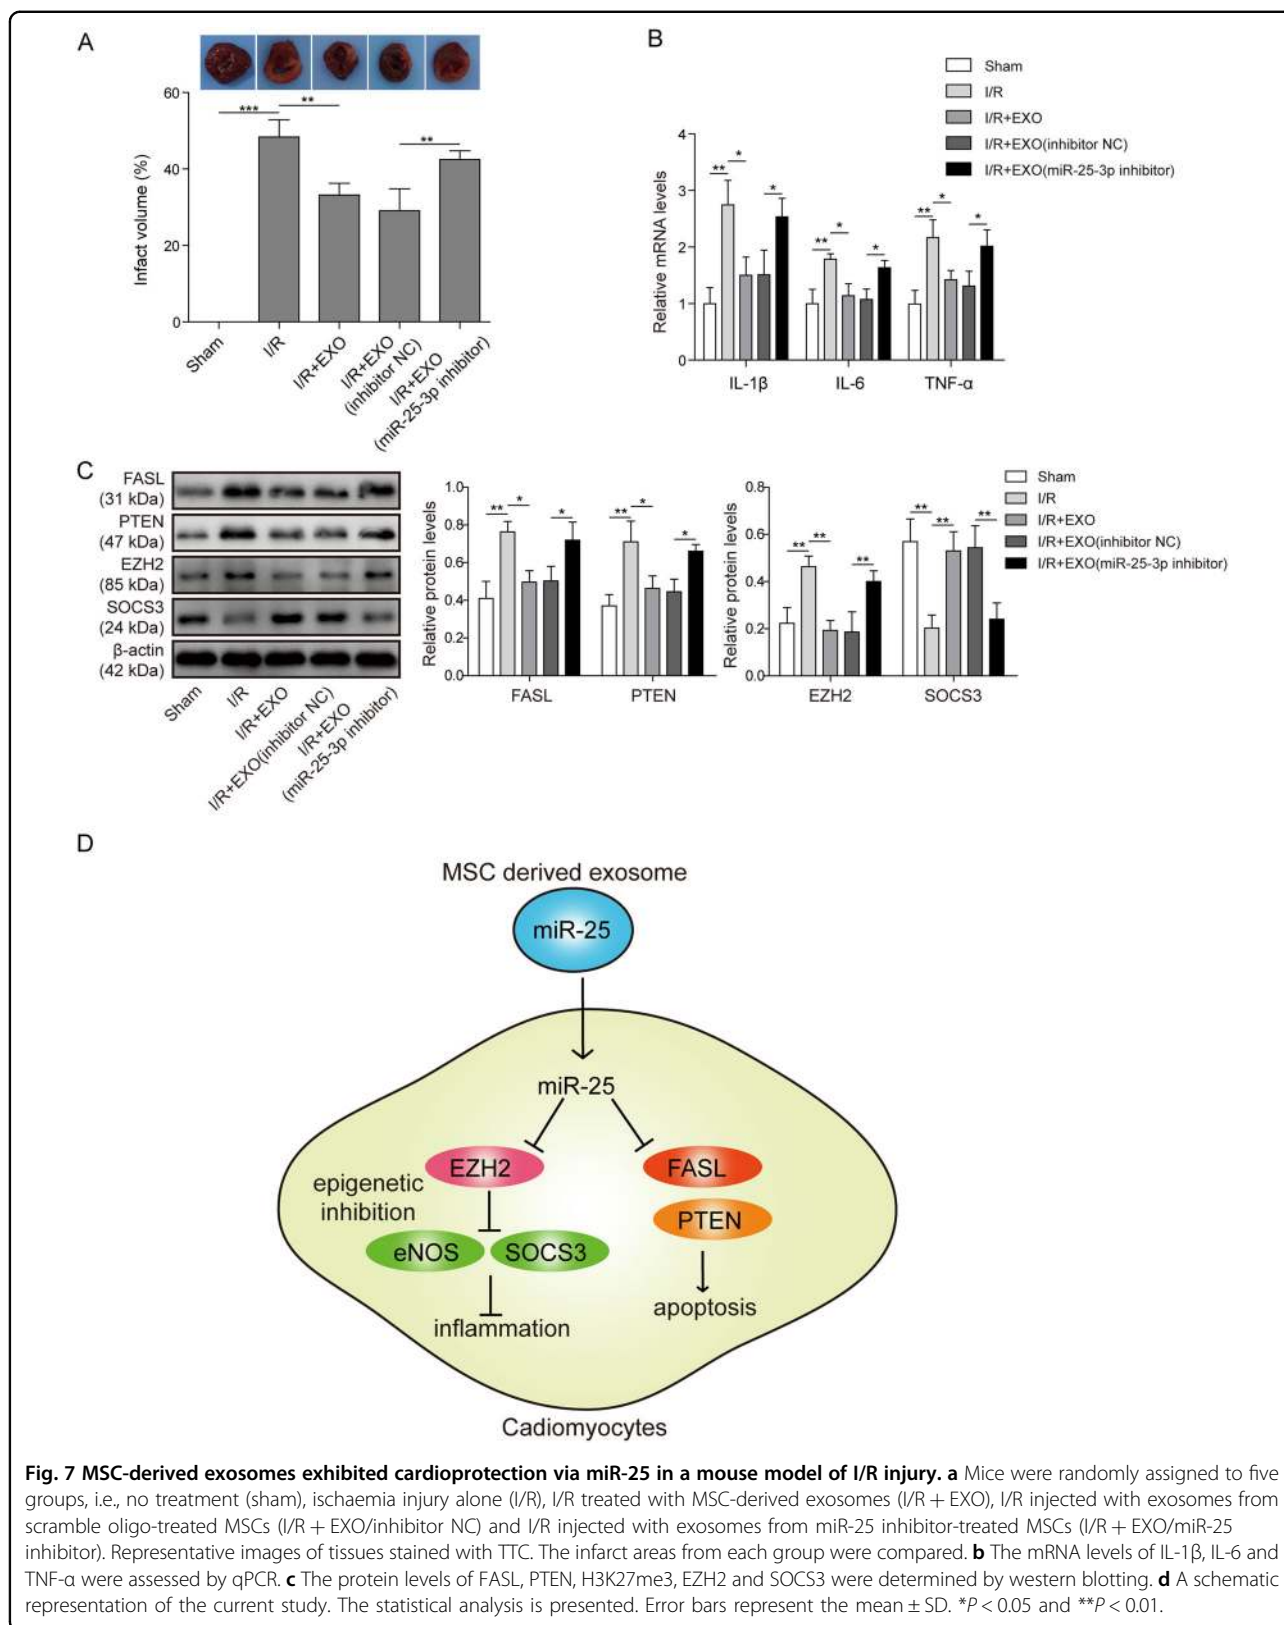 A
***
**
**
60
40
20
0
Infact volume (%)
Sham
I/R
I/R+EXO
I/R+EXO
(inhibitor NC)
I/R+EXO
(miR-25-3p inhibitor)
B
Sham
I/R
I/R+EXO
I/R+EXO(inhibitor NC)
I/R+EXO(miR-25-3p inhibitor)
4
3
2
1
0
Relative mRNA levels
** * *
** * *
** * *
IL-1β IL-6 TNF-α
C
FASL
(31 kDa)
PTEN
(47 kDa)
EZH2
(85 kDa)
SOCS3
(24 kDa)
β-actin
(42 kDa)
Sham
I/R
I/R+EXO
I/R+EXO(inhibitor NC)
I/R+EXO
(miR-25-3p inhibitor)
1.0
0.8
0.6
0.4
0.2
0.0
Relative protein levels
** * *
** * *
FASL PTEN
0.8
0.6
0.4
0.2
0.0
Relative protein levels
** ** **
** ** **
EZH2 SOCS3
Sham
I/R
I/R+EXO
I/R+EXO(inhibitor NC)
I/R+EXO(miR-25-3p inhibitor)
D
MSC derived exosome
miR-25
miR-25
EZH2 FASL
epigenetic
inhibition
PTEN
eNOS SOCS3
apoptosis
inflammation
Cadiomyocytes
Fig. 7 MSC-derived exosomes exhibited cardioprotection via miR-25 in a mouse model of I/R injury. a Mice were randomly assigned to five
groups, i.e., no treatment (sham), ischaemia injury alone (I/R), I/R treated with MSC-derived exosomes (I/R + EXO), I/R injected with exosomes from
scramble oligo-treated MSCs (I/R + EXO/inhibitor NC) and I/R injected with exosomes from miR-25 inhibitor-treated MSCs (I/R + EXO/miR-25
inhibitor). Representative images of tissues stained with TTC. The infarct areas from each group were compared. b The mRNA levels of IL-1β, IL-6 and
TNF-α were assessed by qPCR. c The protein levels of FASL, PTEN, H3K27me3, EZH2 and SOCS3 were determined by western blotting. d A schematic
representation of the current study. The statistical analysis is presented. Error bars represent the mean ± SD. *P < 0.05 and **P < 0.01.